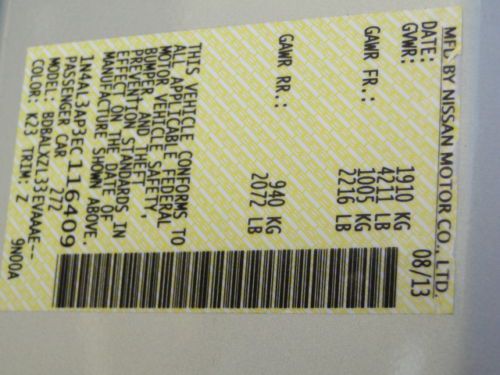 MFD. BY NISSAN MOTOR CO., LTD.
DATE: 08/13
GVWR: 1910 KG
4211 LB
GAWR FR.: 1005 KG
2216 LB
GAWR RR.: 940 KG
2072 LB
THIS VEHICLE CONFORMS TO
ALL APPLICABLE FEDERAL
MOTOR VEHICLE SAFETY,
BUMPER, AND THEFT
PREVENTION STANDARDS IN
EFFECT ON THE DATE OF
MANUFACTURE SHOWN ABOVE.
1N4AL3AP3EC116409
PASSENGER CAR 272
MODEL: BDBALXZL33EVAAAE--
COLOR: K23 TRIM: Z 9N00A